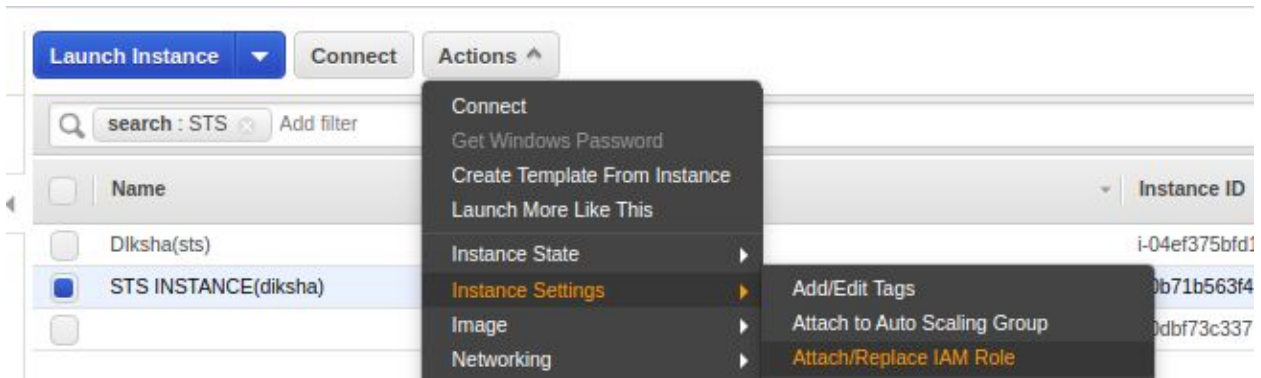 Launch Instance Connect Actions
search : STS Add filter
Connect
Get Windows Password
Create Template From Instance
Launch More Like This
Instance State
Instance Settings
Image
Networking
Add/Edit Tags
Attach to Auto Scaling Group
Attach/Replace IAM Role
Name Instance ID
DIksha(sts) i-04ef375bfd1
STS INSTANCE(diksha) 0b71b563f4
0dbf73c337